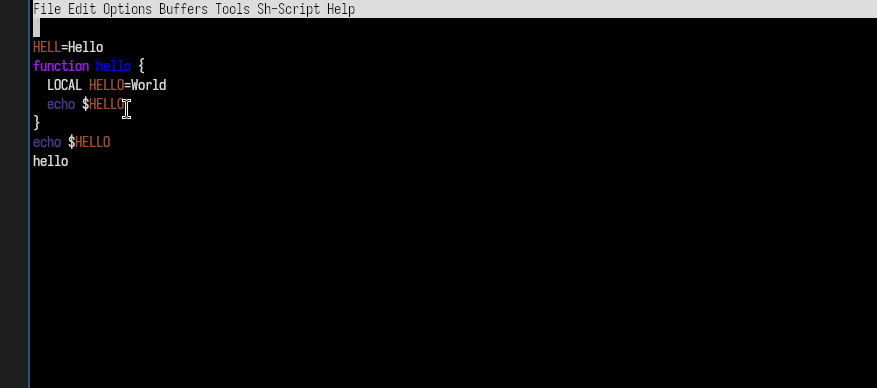 File Edit Options Buffers Tools Sh-Script Help
HELL=Hello
function hello {
  LOCAL HELLO=World
  echo $HELLO
}
echo $HELLO
hello